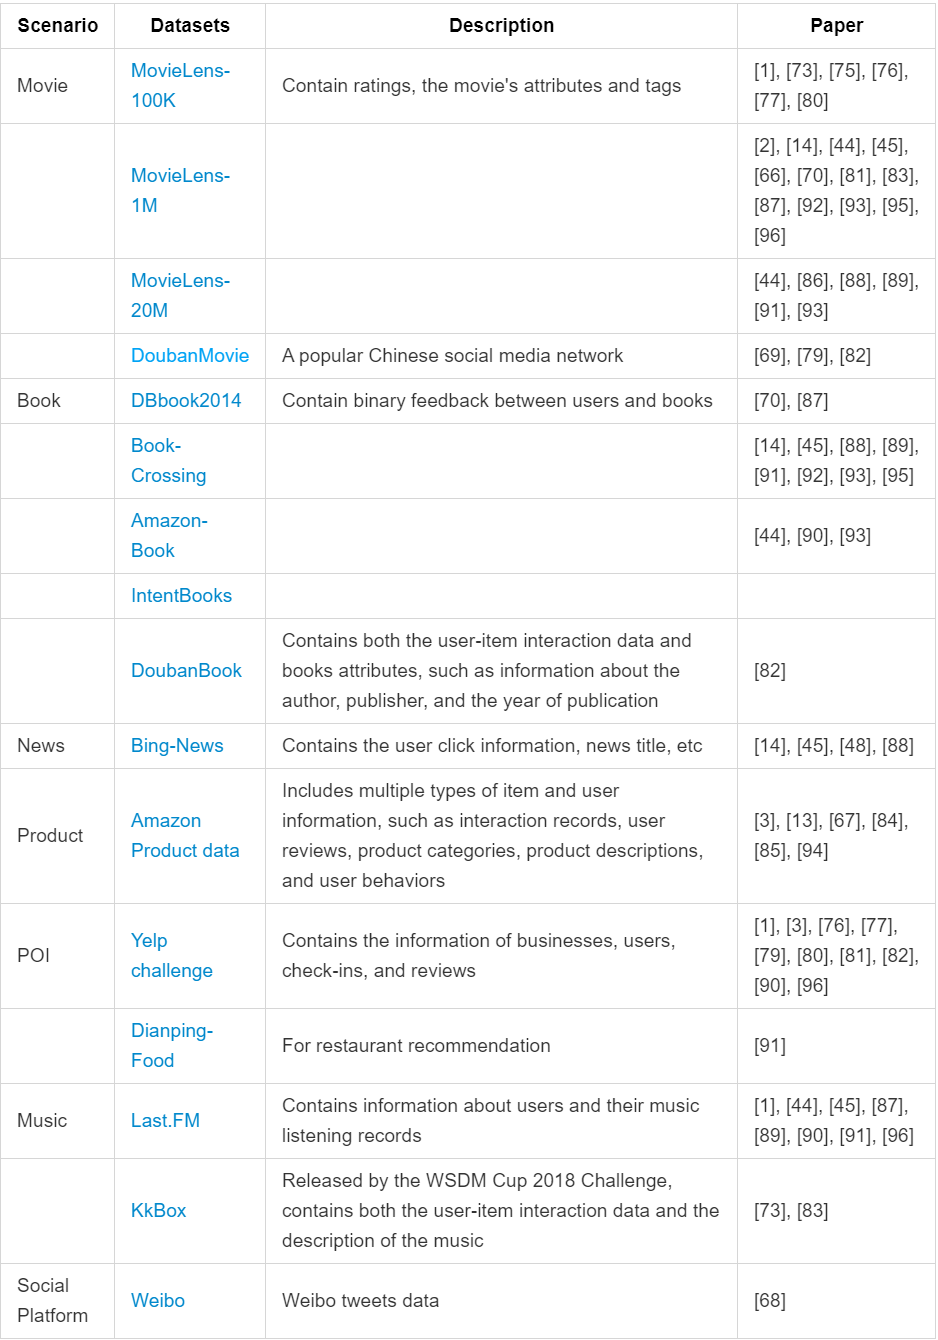 Scenario Datasets Description Paper
Movie
MovieLens-
100K
Contain ratings, the movie's attributes and tags
[1], [73], [75], [76],
[77], [80]
MovieLens-
1M
[2], [14], [44], [45],
[66], [70], [81], [83],
[87], [92], [93], [95],
[96]
MovieLens-
20M
[44], [86], [88], [89],
[91], [93]
DoubanMovie
A popular Chinese social media network
[69], [79], [82]
Book
DBbook2014
Contain binary feedback between users and books
[70], [87]
Book-
Crossing
[14], [45], [88], [89],
[91], [92], [93], [95]
Amazon-
Book
[44], [90], [93]
IntentBooks
DoubanBook
Contains both the user-item interaction data and
books attributes, such as information about the
author, publisher, and the year of publication
[82]
News
Bing-News
Contains the user click information, news title, etc
[14], [45], [48], [88]
Product
Amazon
Product data
Includes multiple types of item and user
information, such as interaction records, user
reviews, product categories, product descriptions,
and user behaviors
[3], [13], [67], [84],
[85], [94]
POI
Yelp
challenge
Contains the information of businesses, users,
check-ins, and reviews
[1], [3], [76], [77],
[79], [80], [81], [82],
[90], [96]
Dianping-
Food
For restaurant recommendation
[91]
Music
Last.FM
Contains information about users and their music
listening records
[1], [44], [45], [87],
[89], [90], [91], [96]
KkBox
Released by the WSDM Cup 2018 Challenge,
contains both the user-item interaction data and the
description of the music
[73], [83]
Social
Platform
Weibo
Weibo tweets data
[68]